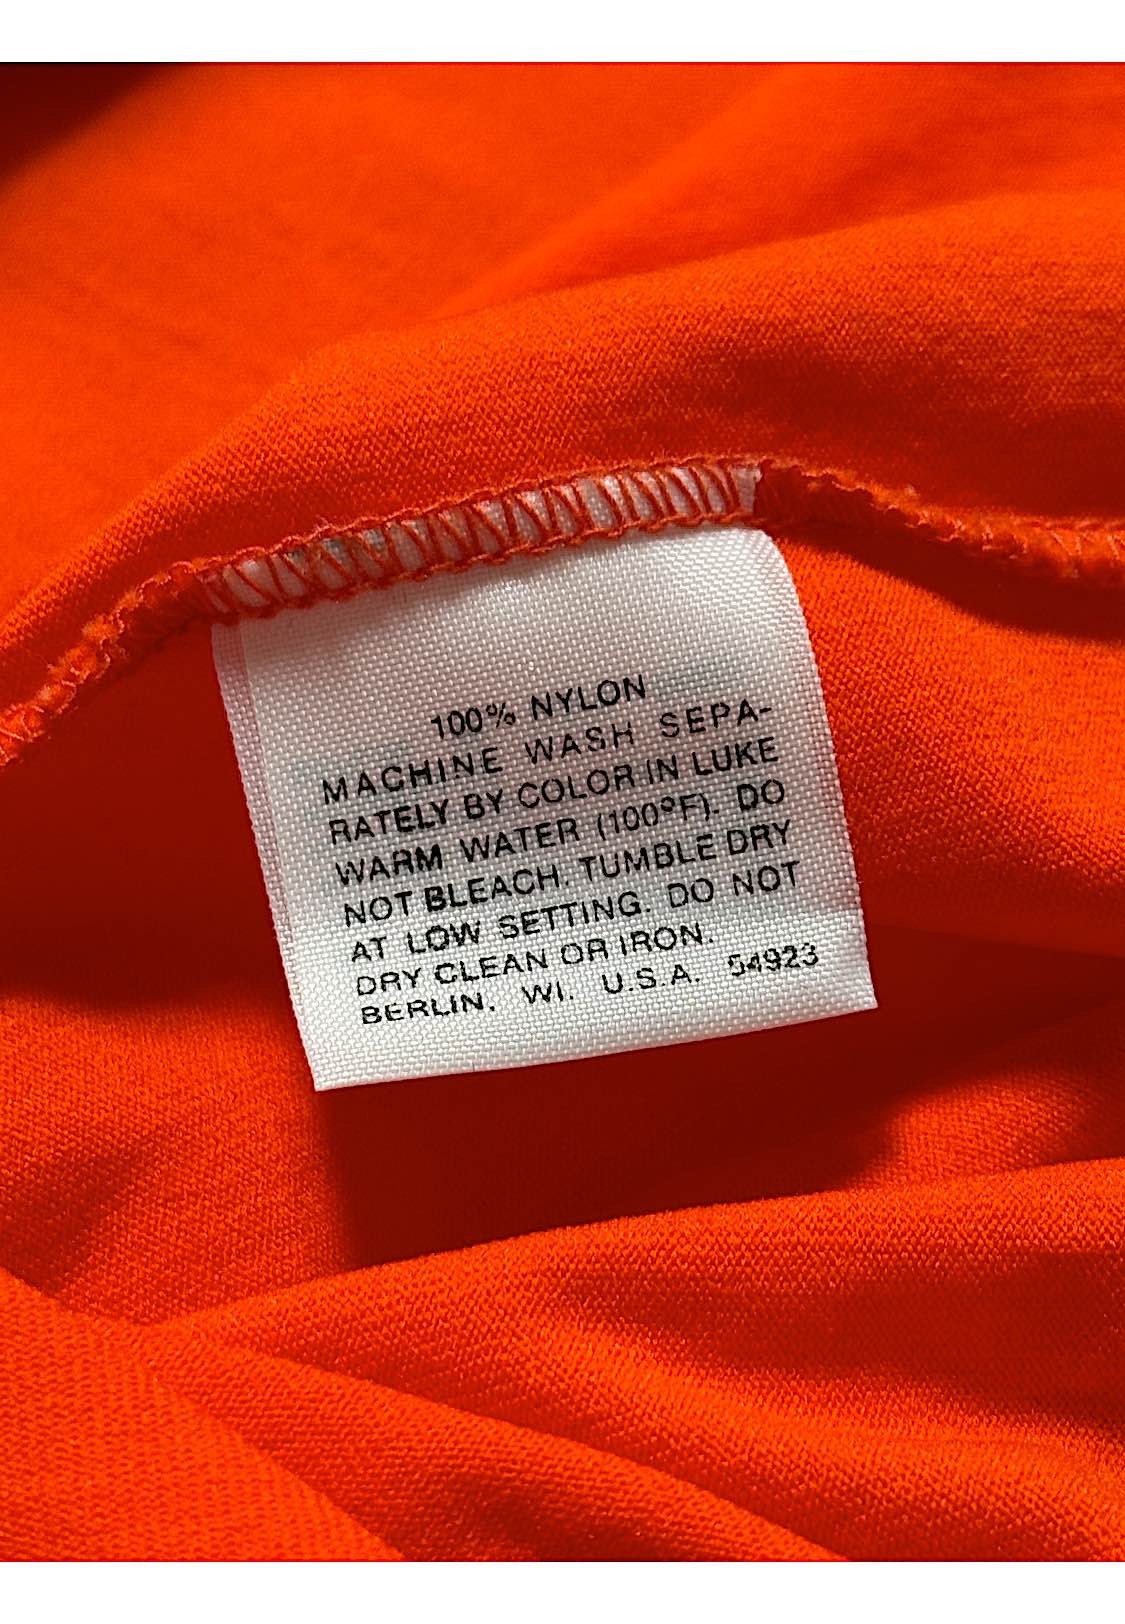 100% NYLON
MACHINE WASH SEPA-
RATELY BY COLOR IN LUKE
WARM WATER (100°F). DO
NOT BLEACH. TUMBLE DRY
AT LOW SETTING. DO NOT
DRY CLEAN OR IRON.
BERLIN, WI. U.S.A. 54923